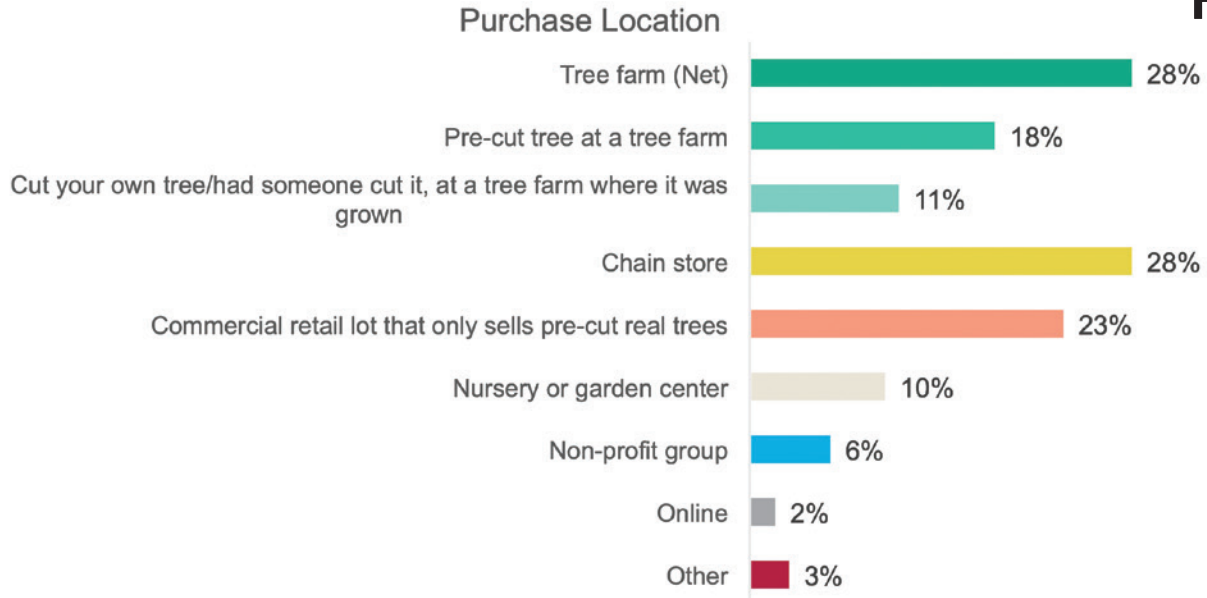 Purchase Location
Tree farm (Net) 28%
Pre-cut tree at a tree farm 18%
Cut your own tree/had someone cut it, at a tree farm where it was
grown 11%
Chain store 28%
Commercial retail lot that only sells pre-cut real trees 23%
Nursery or garden center 10%
Non-profit group 6%
Online 2%
Other 3%